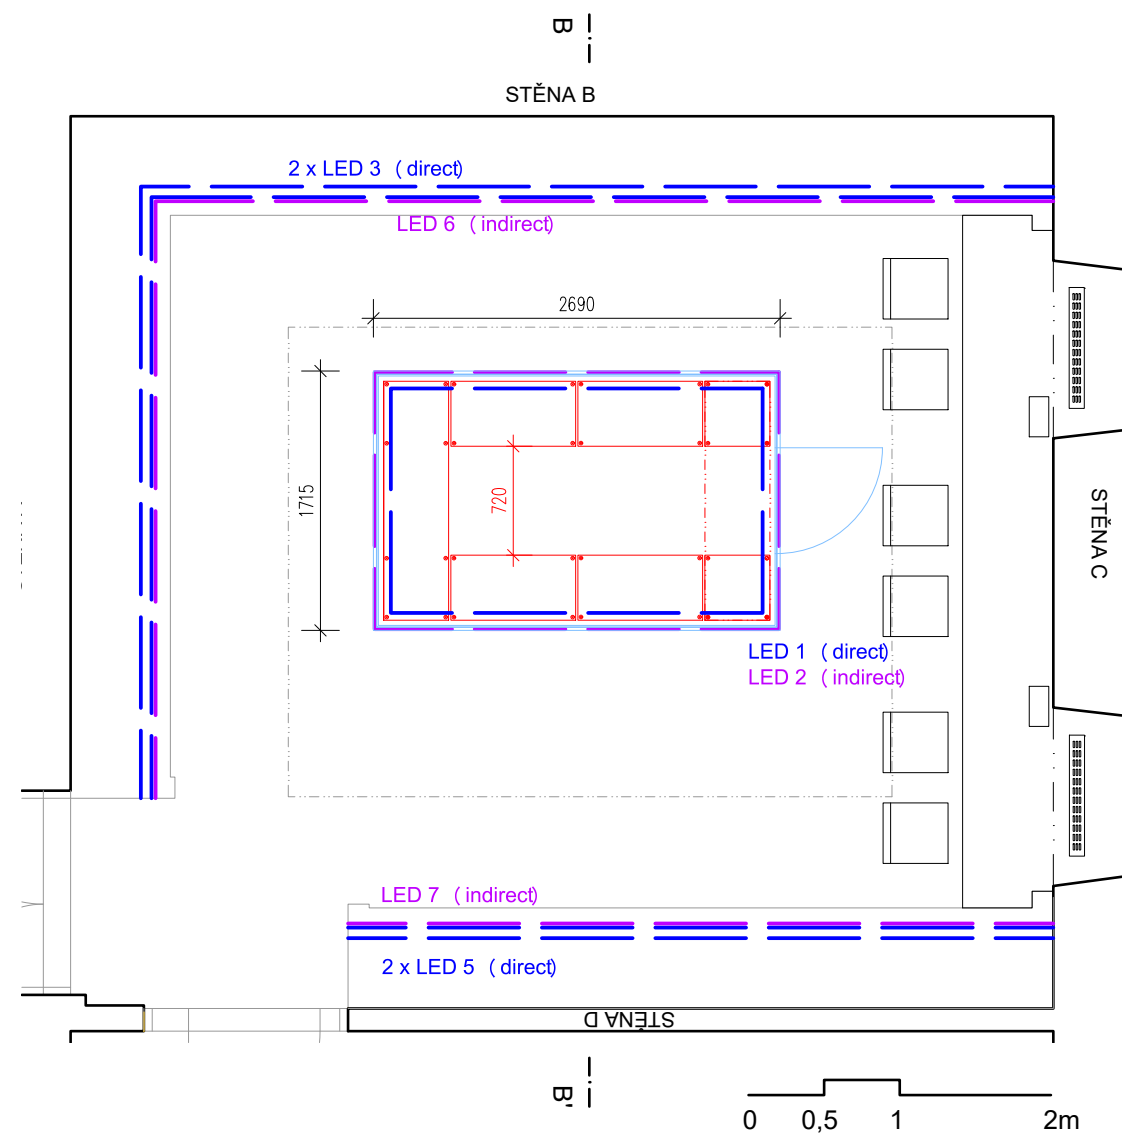 B
STĚNA B
2 x LED 3 (direct)
LED 6 (indirect)
2690
1715
720
STĚNA C
LED 1 (direct)
LED 2 (indirect)
LED 7 (indirect)
2 x LED 5 (direct)
STĚNA D
B'
0 0,5 1 2m